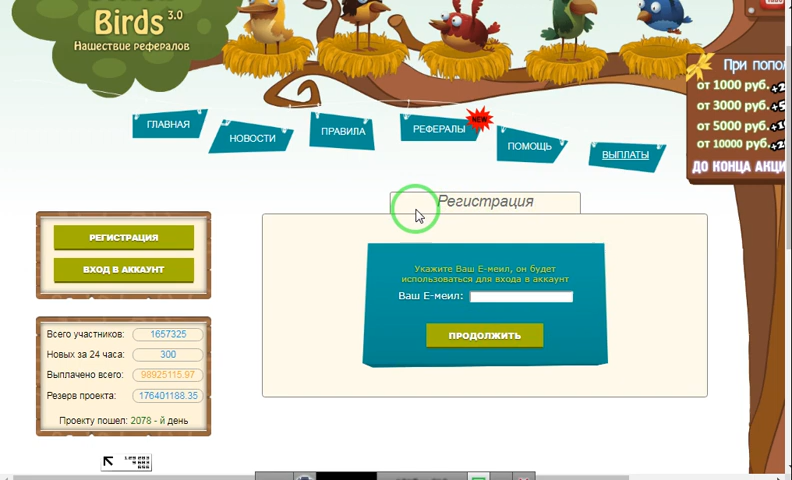 Birds 3.0
Нашествие рефералов
При попол
от 1000 руб.
от 3000 руб.
от 5000 руб.
от 10000 руб.
ДО КОНЦА АКЦИ
ГЛАВНАЯ
НОВОСТИ
ПРАВИЛА
РЕФЕРАЛЫ
NEW
ПОМОЩЬ
ВЫПЛАТЫ
Регистрация
РЕГИСТРАЦИЯ
ВХОД В АККАУНТ
Укажите Ваш Е-меил, он будет
использоваться для входа в аккаунт
Ваш Е-меил:
ПРОДОЛЖИТЬ
Всего участников: 1657325
Новых за 24 часа: 300
Выплачено всего: 98925115.97
Резерв проекта: 176401188.35
Проекту пошел: 2078 - й день